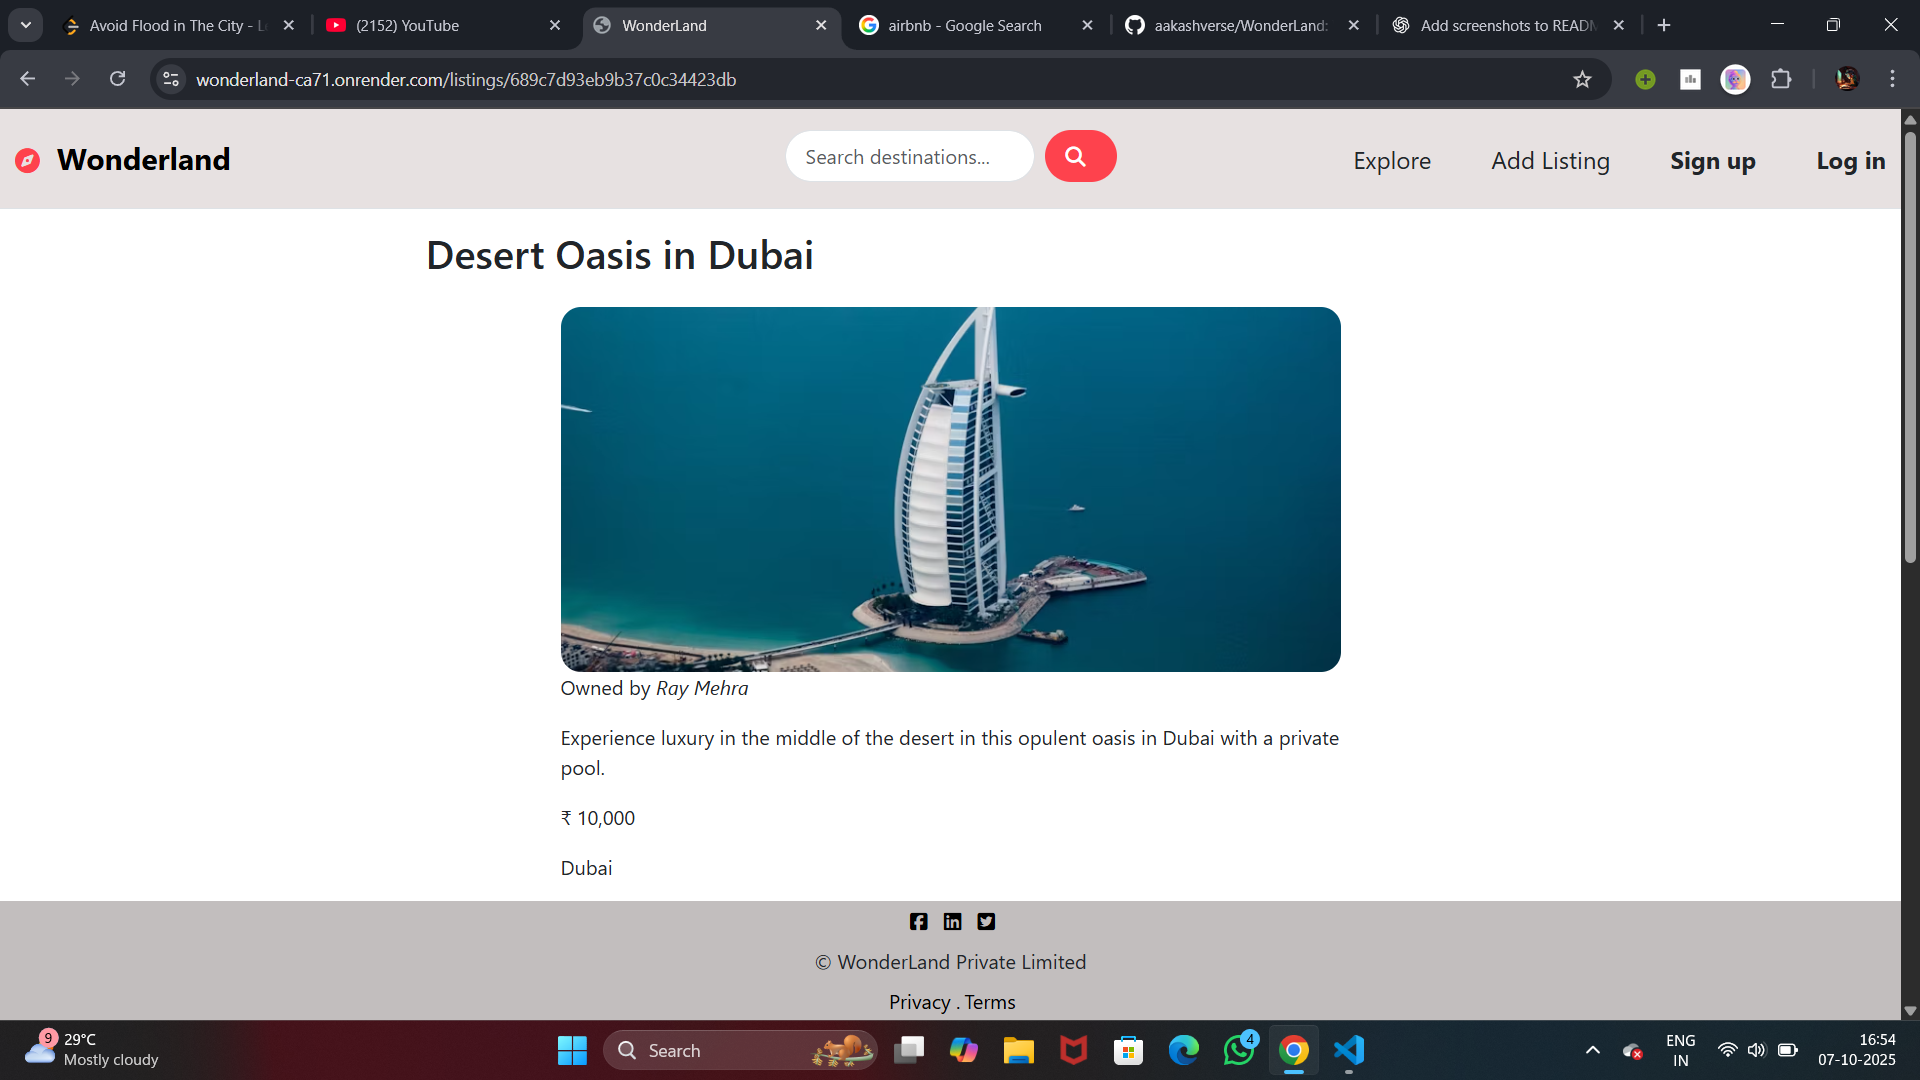 Avoid Flood in The City - L
(2152) YouTube
WonderLand
airbnb - Google Search
aakashverse/WonderLand:
Add screenshots to READM
wonderland-ca71.onrender.com/listings/689c7d93eb9b37c0c34423db
Wonderland
Search destinations...
Explore
Add Listing
Sign up
Log in
Desert Oasis in Dubai
Owned by Ray Mehra
Experience luxury in the middle of the desert in this opulent oasis in Dubai with a private
pool.
₹ 10,000
Dubai
© WonderLand Private Limited
Privacy . Terms
9
29°C
Mostly cloudy
Search
4
ENG
IN
16:54
07-10-2025